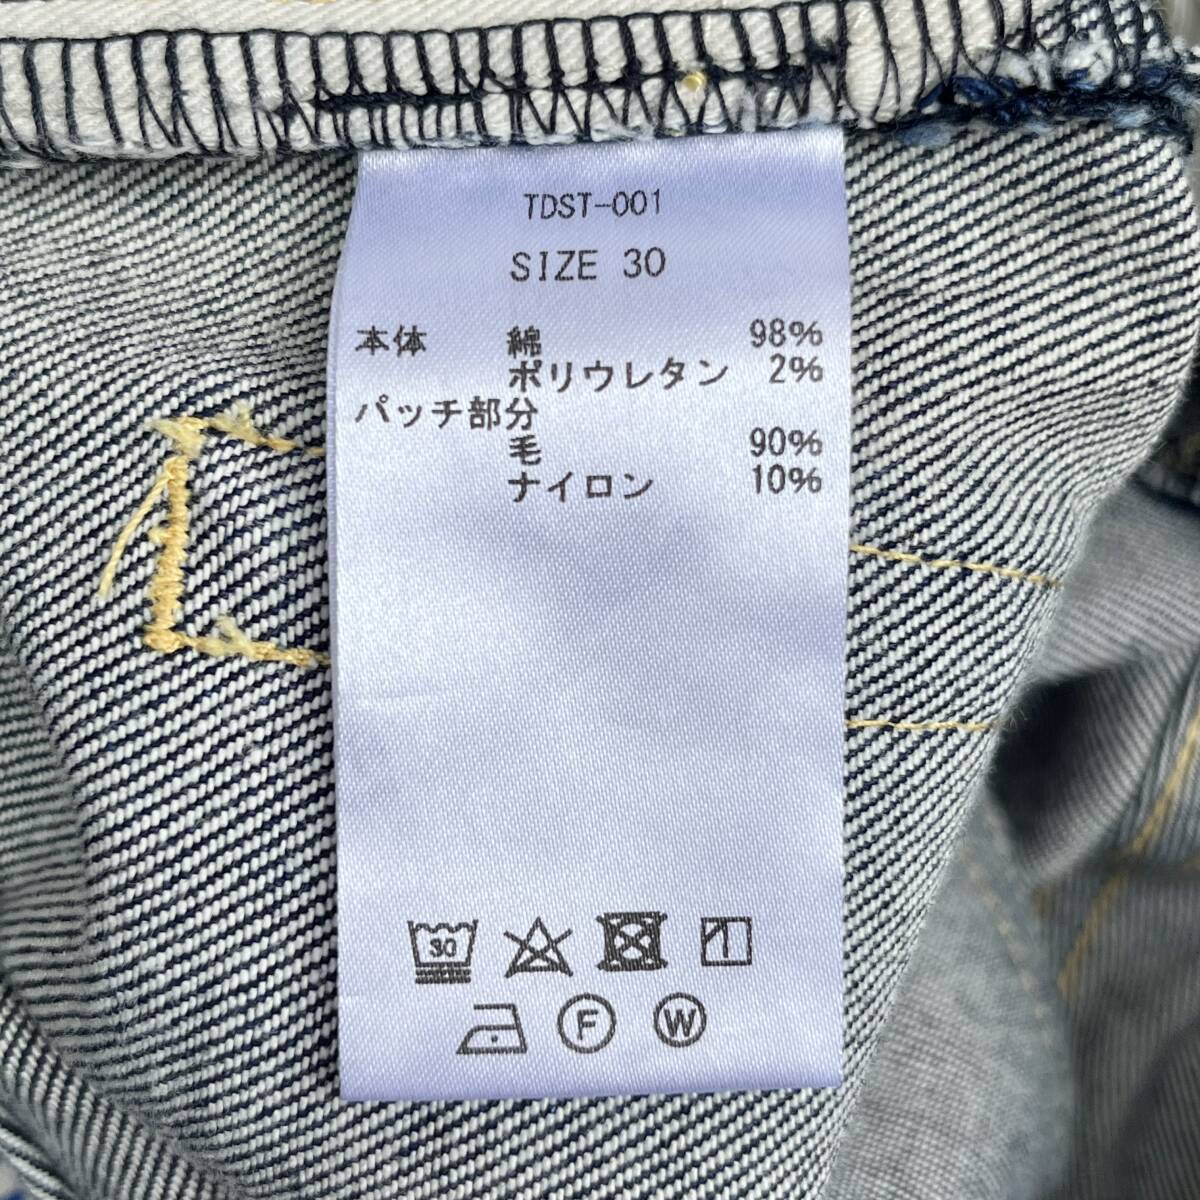 TDST-001
SIZE 30
本体 綿 98%
ポリウレタン 2%
パッチ部分
毛 90%
ナイロン 10%
30
F W